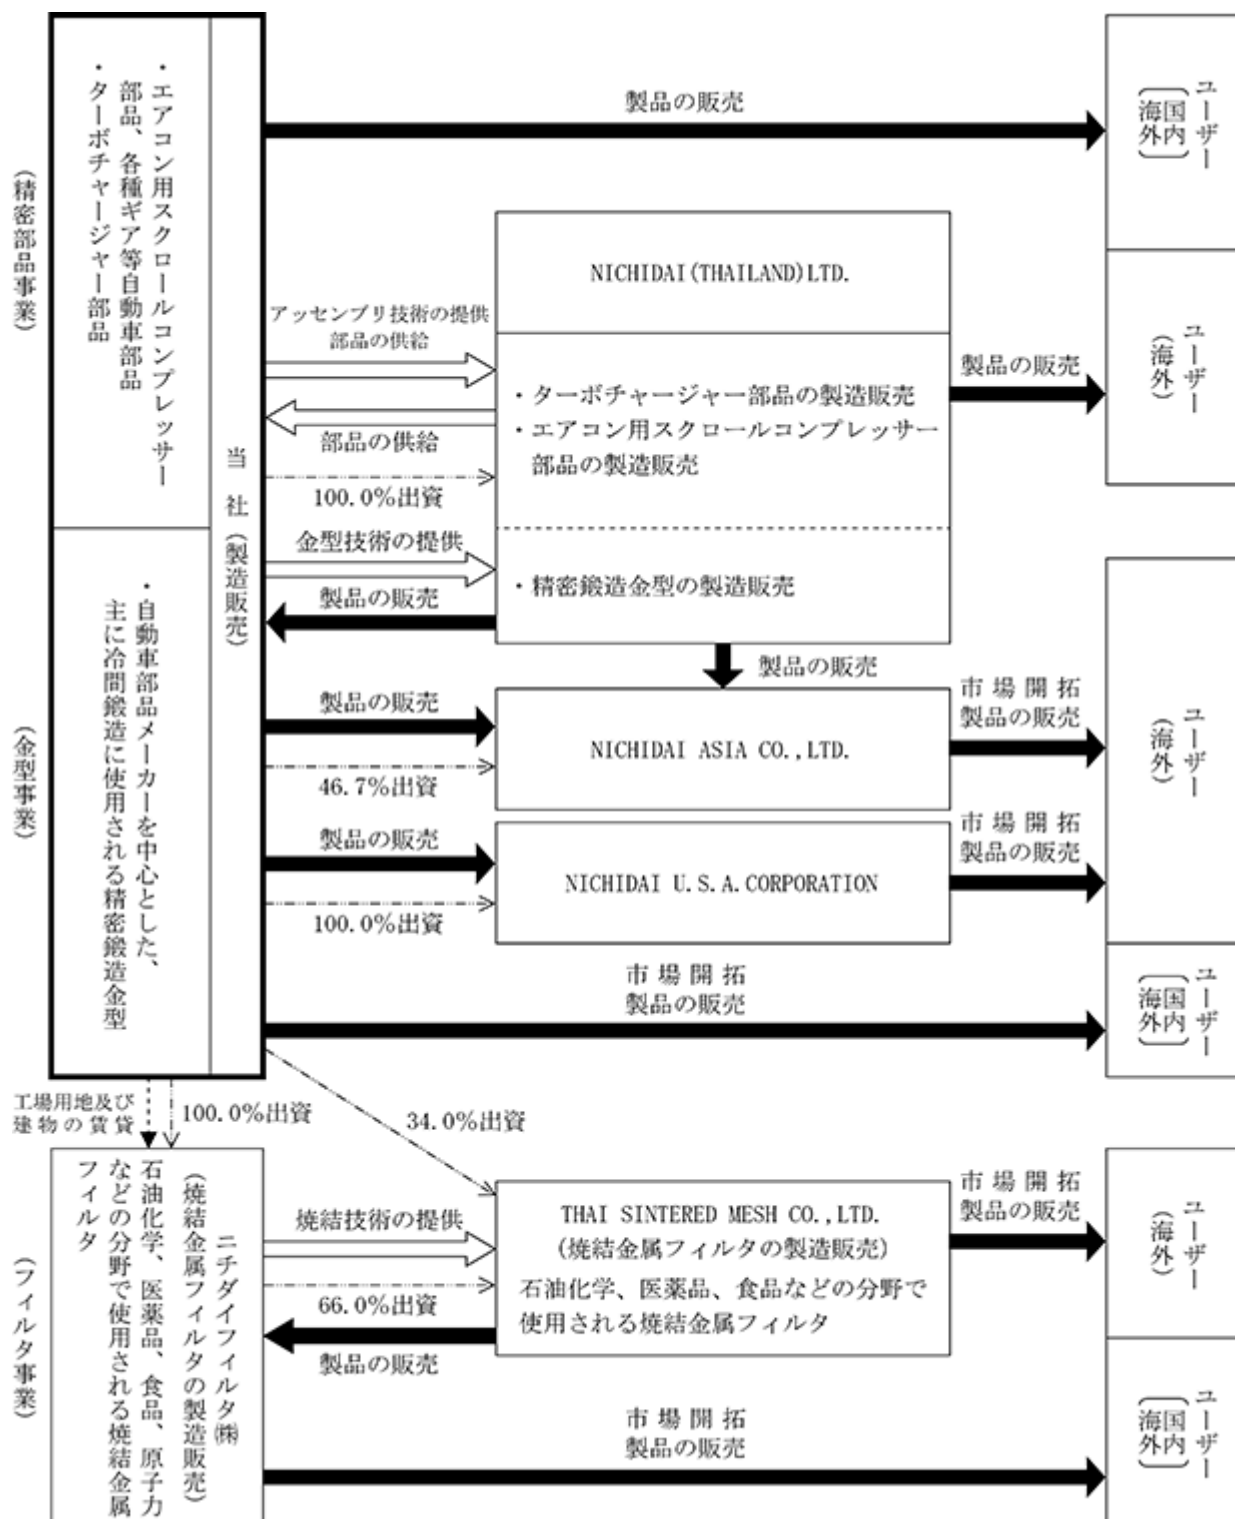 (精密部品事業)
・エアコン用スクロールコンプレッサー
部品、各種ギア等自動車部品
・ターボチャージャー部品
当 社 (製造販売)
製品の販売
ユーザー
〔国内
海外〕
NICHIDAI(THAILAND)LTD.
アッセンブリ技術の提供
部品の供給
・ターボチャージャー部品の製造販売
・エアコン用スクロールコンプレッサー
部品の製造販売
製品の販売
ユーザー
(海外)
部品の供給
100.0%出資
(金型事業)
・自動車部品メーカーを中心とした、
主に冷間鍛造に使用される精密鍛造金型
金型技術の提供
・精密鍛造金型の製造販売
製品の販売
製品の販売
製品の販売
46.7%出資
NICHIDAI ASIA CO.,LTD.
市場開拓
製品の販売
ユーザー
(海外)
製品の販売
100.0%出資
NICHIDAI U.S.A.CORPORATION
市場開拓
製品の販売
市場開拓
製品の販売
ユーザー
〔国内
海外〕
工場用地及び
建物の賃貸
100.0%出資
34.0%出資
(フィルタ事業)
ニチダイフィルタ㈱
(焼結金属フィルタの製造販売)
石油化学、医薬品、食品、原子力
などの分野で使用される焼結金属
フィルタ
焼結技術の提供
66.0%出資
製品の販売
THAI SINTERED MESH CO.,LTD.
(焼結金属フィルタの製造販売)
石油化学、医薬品、食品などの分野で
使用される焼結金属フィルタ
市場開拓
製品の販売
ユーザー
(海外)
市場開拓
製品の販売
ユーザー
〔国内
海外〕